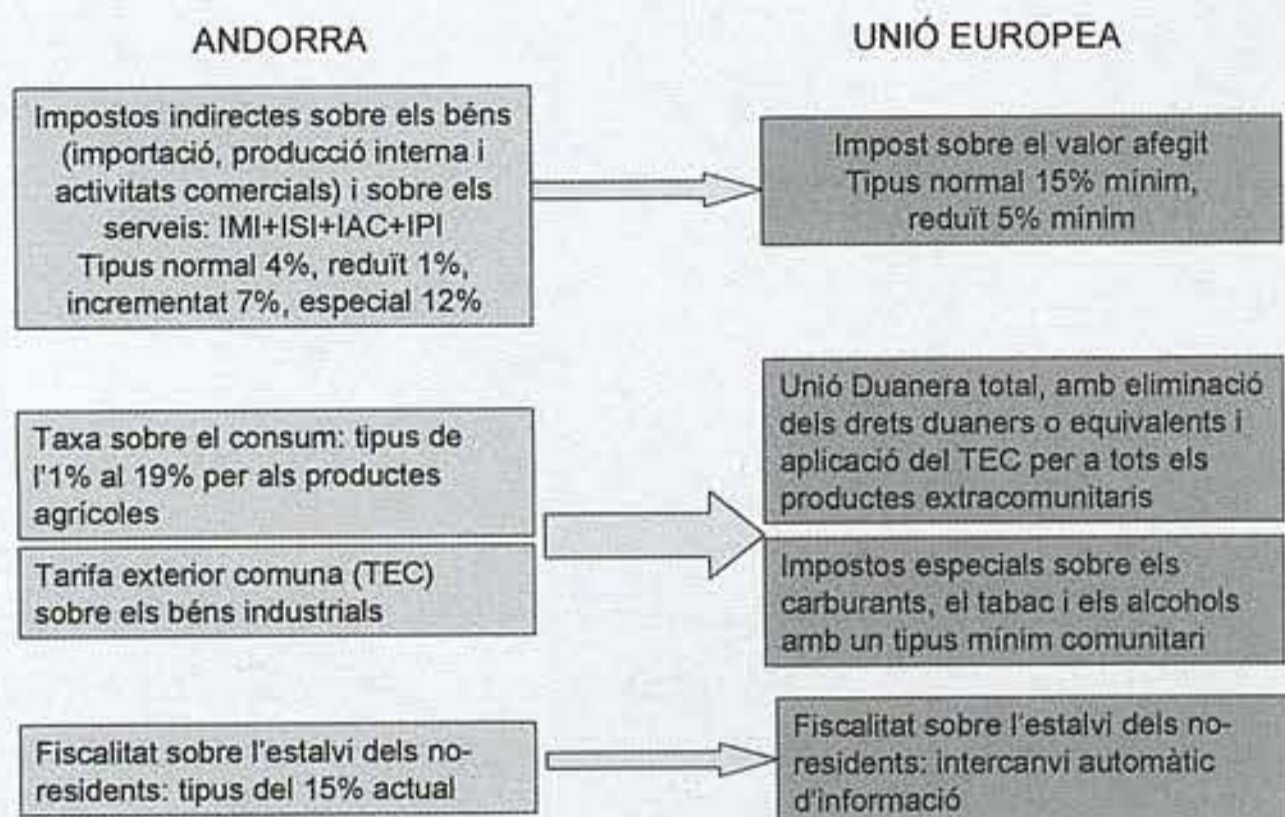 ANDORRA
UNIÓ EUROPEA
Impostos indirectes sobre els béns
(importació, producció interna i
activitats comercials) i sobre els
serveis: IMI+ISI+IAC+IPI
Tipus normal 4%, reduït 1%,
incrementat 7%, especial 12%
Impost sobre el valor afegit
Tipus normal 15% mínim,
reduït 5% mínim
Taxa sobre el consum: tipus de
l'1% al 19% per als productes
agrícoles
Tarifa exterior comuna (TEC)
sobre els béns industrials
Unió Duanera total, amb eliminació
dels drets duaners o equivalents i
aplicació del TEC per a tots els
productes extracomunitaris
Impostos especials sobre els
carburants, el tabac i els alcohols
amb un tipus mínim comunitari
Fiscalitat sobre l'estalvi dels no-
residents: tipus del 15% actual
Fiscalitat sobre l'estalvi dels no-
residents: intercanvi automàtic
d'informació